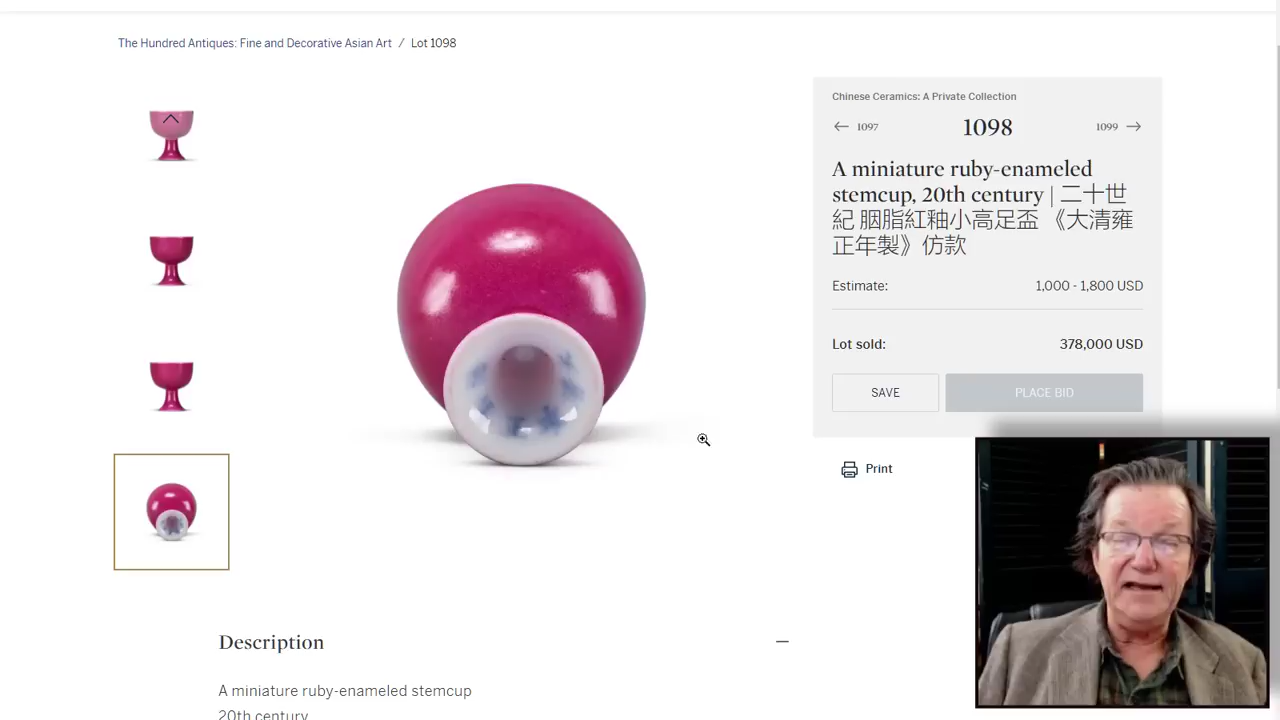 The Hundred Antiques: Fine and Decorative Asian Art / Lot 1098
Chinese Ceramics: A Private Collection
← 1097 1098 1099 →
A miniature ruby-enameled
stemcup, 20th century | 二十世
紀 胭脂紅釉小高足盃 《大清雍
正年製》仿款
Estimate: 1,000 - 1,800 USD
Lot sold: 378,000 USD
SAVE PLACE BID
Print
Description
A miniature ruby-enameled stemcup
20th century